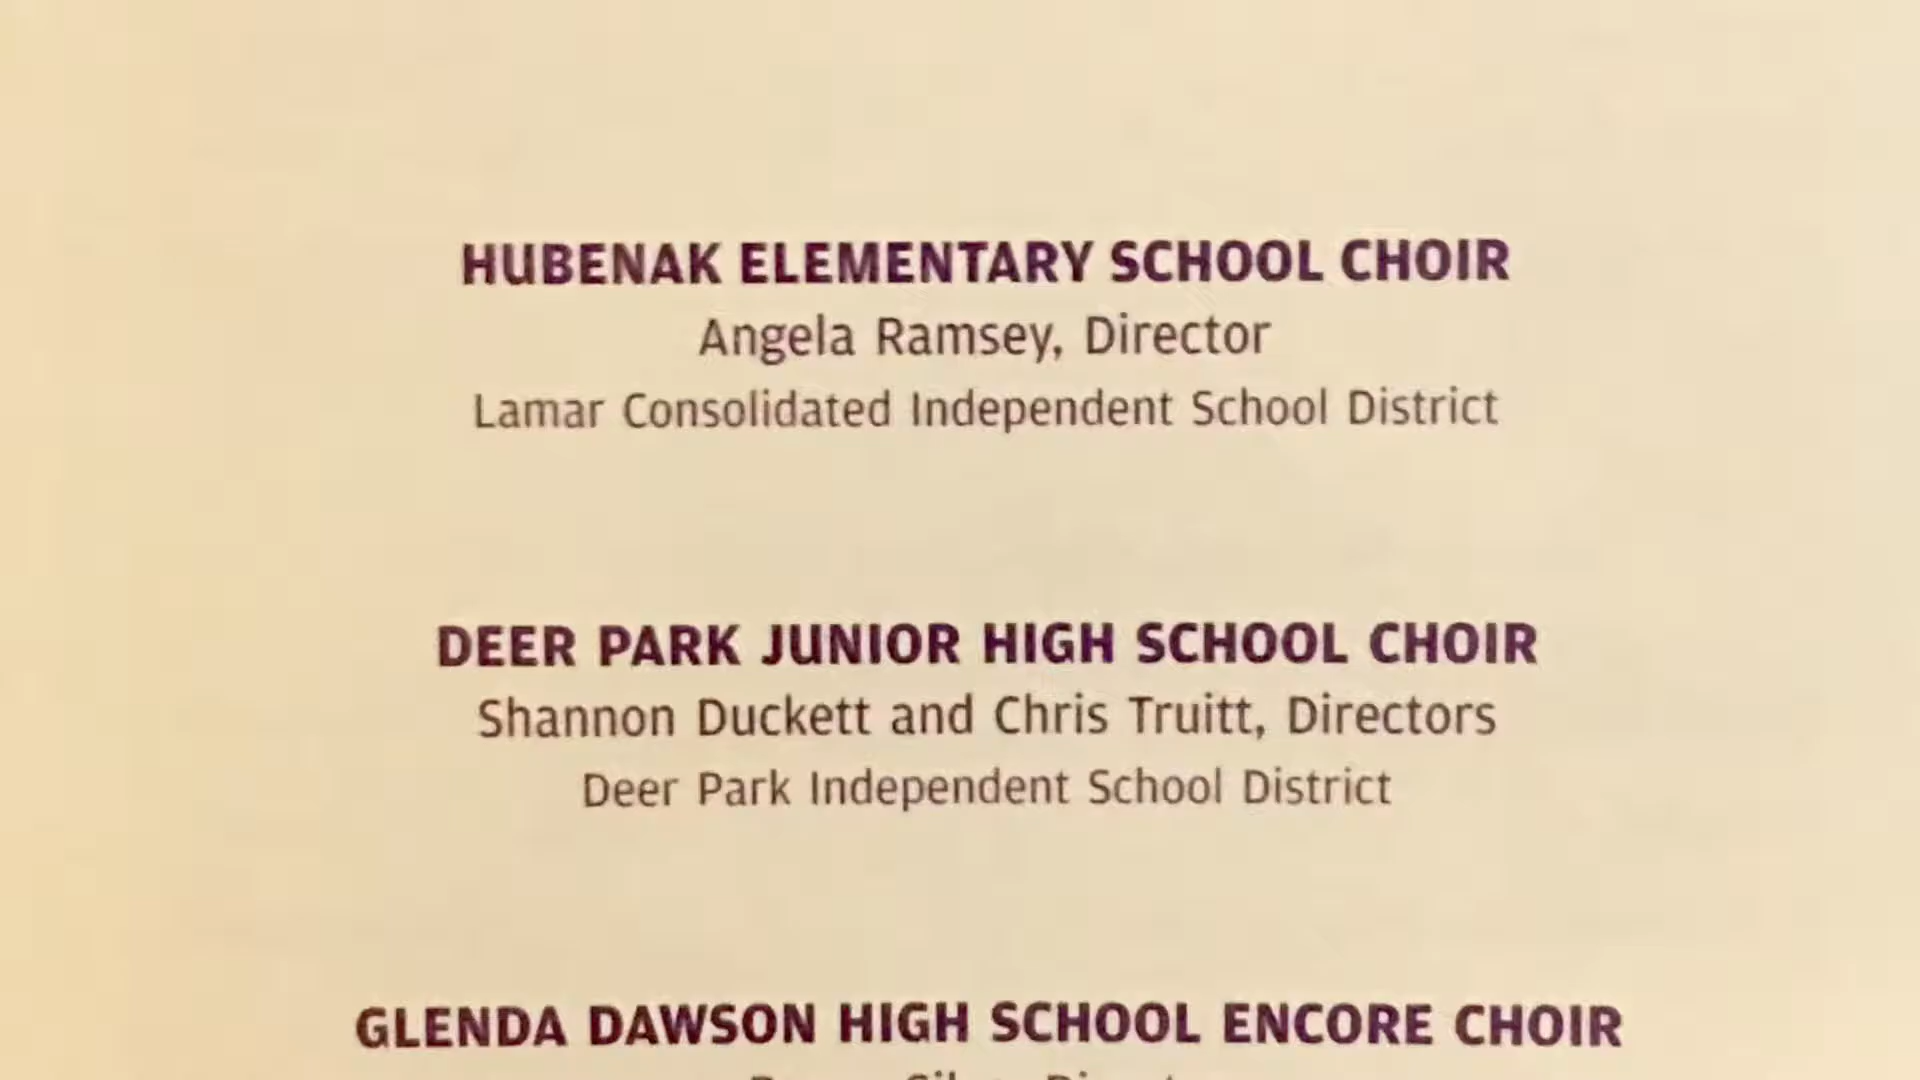 HUBENAK ELEMENTARY SCHOOL CHOIR
Angela Ramsey, Director
Lamar Consolidated Independent School District
DEER PARK JUNIOR HIGH SCHOOL CHOIR
Shannon Duckett and Chris Truitt, Directors
Deer Park Independent School District
GLENDA DAWSON HIGH SCHOOL ENCORE CHOIR